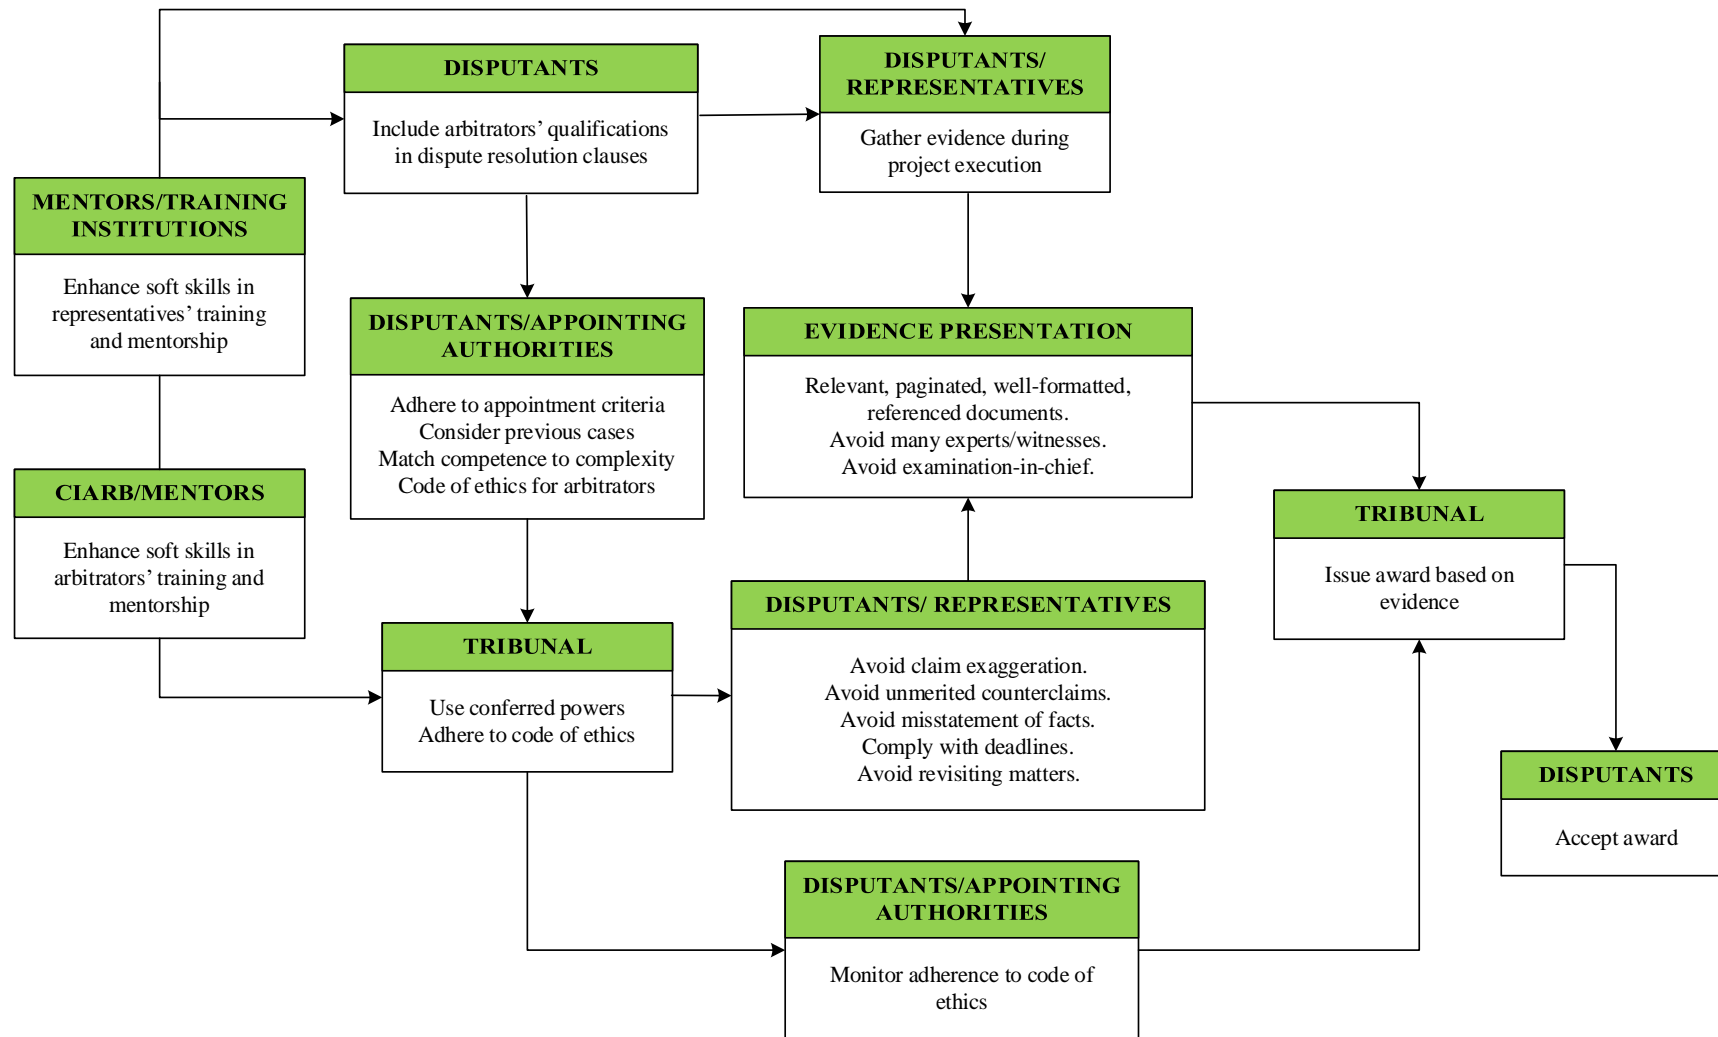 DISPUTANTS
Include arbitrators’ qualifications
in dispute resolution clauses
DISPUTANTS/
REPRESENTATIVES
Gather evidence during
project execution
MENTORS/TRAINING
INSTITUTIONS
Enhance soft skills in
representatives’ training
and mentorship
DISPUTANTS/APPOINTING
AUTHORITIES
Adhere to appointment criteria
Consider previous cases
Match competence to complexity
Code of ethics for arbitrators
EVIDENCE PRESENTATION
Relevant, paginated, well-formatted,
referenced documents.
Avoid many experts/witnesses.
Avoid examination-in-chief.
CIARB/MENTORS
Enhance soft skills in
arbitrators’ training and
mentorship
TRIBUNAL
Use conferred powers
Adhere to code of ethics
DISPUTANTS/ REPRESENTATIVES
Avoid claim exaggeration.
Avoid unmerited counterclaims.
Avoid misstatement of facts.
Comply with deadlines.
Avoid revisiting matters.
TRIBUNAL
Issue award based on
evidence
DISPUTANTS
Accept award
DISPUTANTS/APPOINTING
AUTHORITIES
Monitor adherence to code of
ethics